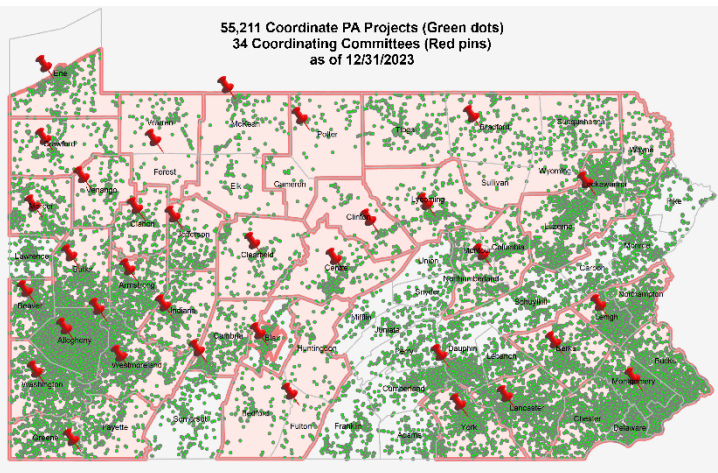 55,211 Coordinate PA Projects (Green dots)
34 Coordinating Committees (Red pins)
as of 12/31/2023
Erie
Warren
McKean
Potter
Tioga
Bradford
Susquehanna
Wayne
Crawford
Forest
Wyoming
Lackawanna
Venango
Elk
Cameron
Sullivan
Pike
Clarion
Jefferson
Clinton
Lycoming
Luzerne
Lawrence
Clearfield
Montour
Columbia
Monroe
Butler
Centre
Union
Carbon
Armstrong
Northumberland
Beaver
Indiana
Snyder
Schuylkill
Northampton
Mifflin
Lehigh
Allegheny
Cambria
Blair
Juniata
Huntingdon
Perry
Dauphin
Lebanon
Berks
Bucks
Westmoreland
Washington
Cumberland
Montgomery
Lancaster
Somerset
Bedford
Fulton
Franklin
Adams
York
Chester
Delaware
Greene
Fayette